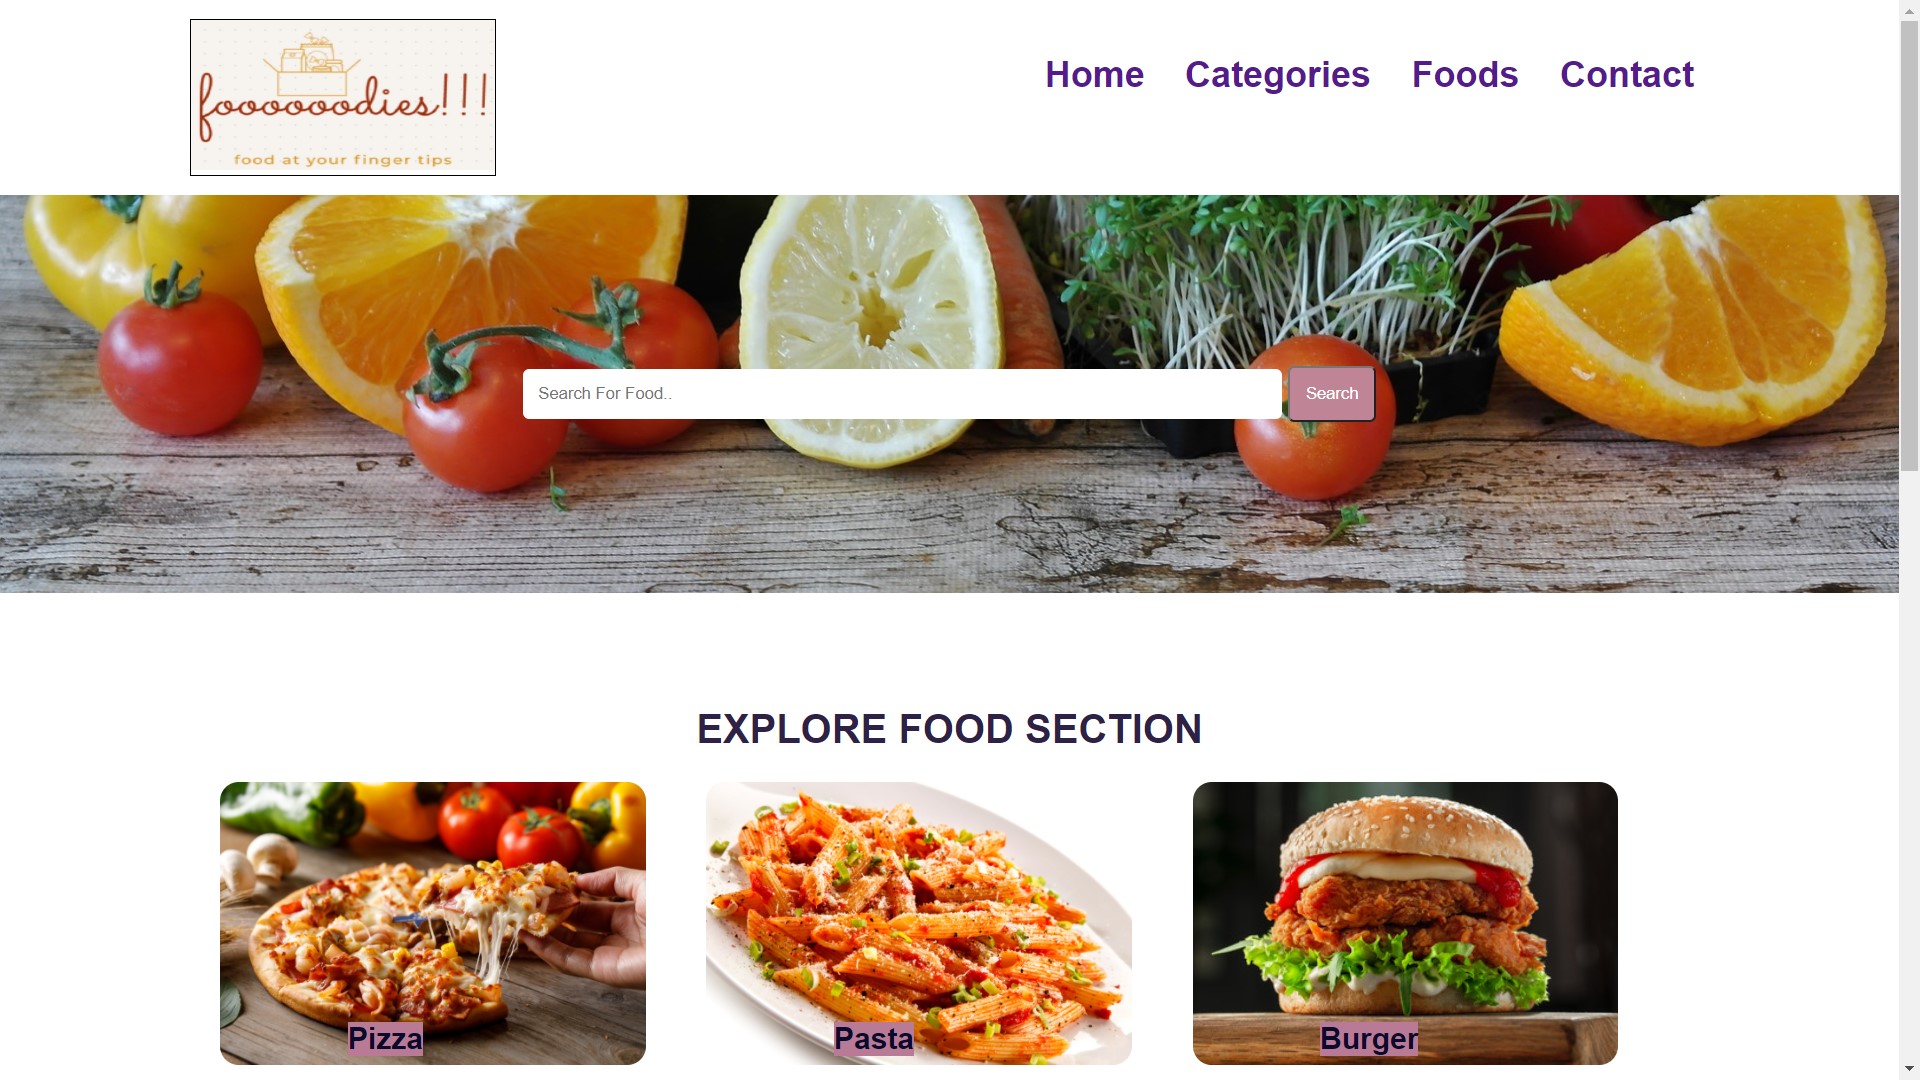 foooooodies!!!
food at your finger tips
Home Categories Foods Contact
Search For Food.. Search
EXPLORE FOOD SECTION
Pizza Pasta Burger